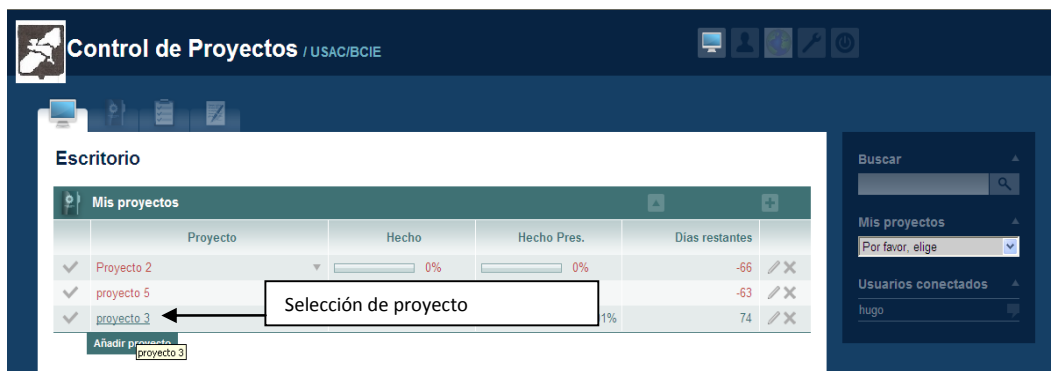 Control de Proyectos / USAC/BCIE
Escritorio
Mis proyectos
Proyecto Hecho Hecho Pres. Días restantes
Proyecto 2 0% 0% -66
proyecto 5 -63
Selección de proyecto
proyecto 3 1% 74
Añadir proyecto
proyecto 3
Buscar
Mis proyectos
Por favor, elige
Usuarios conectados
hugo